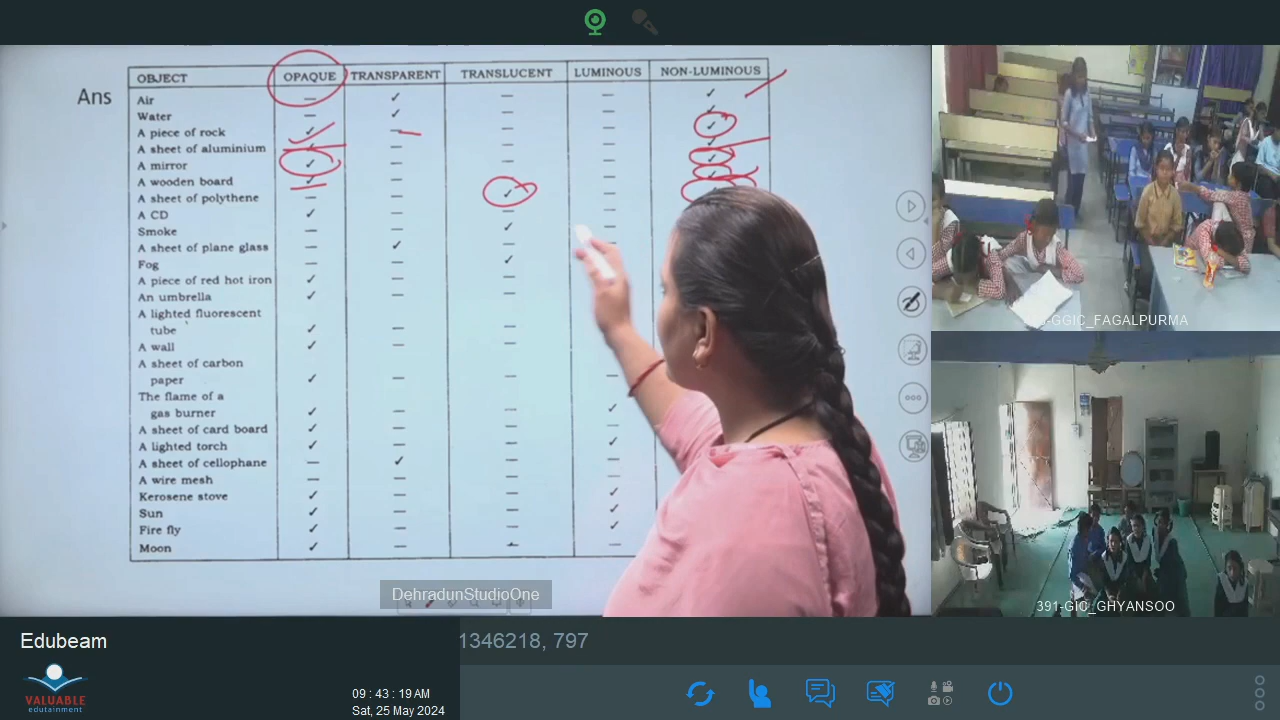 Ans
OBJECT OPAQUE TRANSPARENT TRANSLUCENT LUMINOUS NON-LUMINOUS
Air — ✓ — — ✓
Water — ✓ — — ✓
A piece of rock ✓ — — — ✓
A sheet of aluminium ✓ — — — ✓
A mirror ✓ — — — ✓
A wooden board ✓ — — — ✓
A sheet of polythene — — ✓ — ✓
A CD ✓ — — —
Smoke — — ✓
A sheet of plane glass — ✓ — —
Fog — — ✓
A piece of red hot iron ✓ — —
An umbrella ✓ — —
A lighted fluorescent
tube ✓ — —
A wall ✓ — —
A sheet of carbon
paper ✓ — — —
The flame of a
gas burner ✓ — — ✓
A sheet of card board ✓ — — —
A lighted torch ✓ — — ✓
A sheet of cellophane — ✓ — —
A wire mesh — — — —
Kerosene stove ✓ — — ✓
Sun ✓ — — ✓
Fire fly ✓ — — ✓
Moon ✓ — — —
DehradunStudioOne
GGIC_FAGALPURMA
391-GIC_GHYANSOO
Edubeam
1346218, 797
VALUABLE
edutainment
09 : 43 : 19 AM
Sat, 25 May 2024